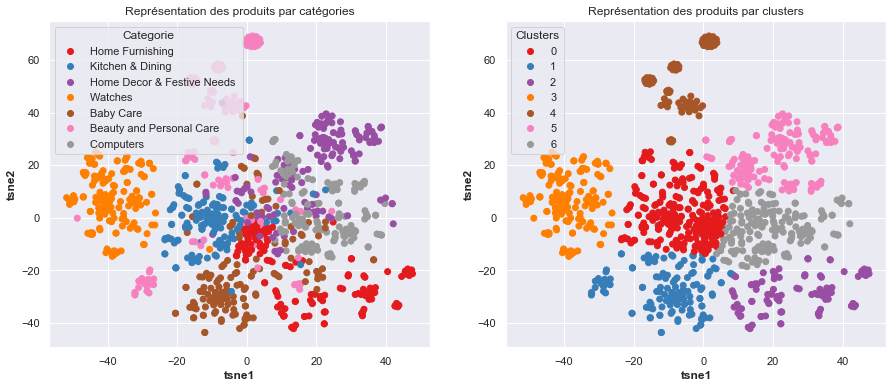 Représentation des produits par catégories
Categorie
Home Furnishing
Kitchen & Dining
Home Decor & Festive Needs
Watches
Baby Care
Beauty and Personal Care
Computers
tsne2
60
40
20
0
−20
−40
−40
−20
0
20
40
tsne1
Représentation des produits par clusters
Clusters
0
1
2
3
4
5
6
tsne2
60
40
20
0
−20
−40
−40
−20
0
20
40
tsne1